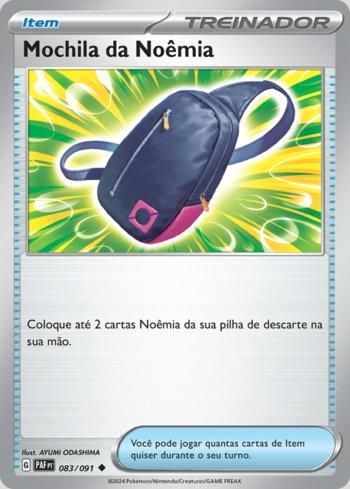 Item
TREINADOR
Mochila da Noêmia
Coloque até 2 cartas Noêmia da sua pilha de descarte na
sua mão.
Ilust. AYUMI ODASHIMA
G PAF PT 083/091 ◆
Você pode jogar quantas cartas de Item
quiser durante o seu turno.
©2024 Pokémon/Nintendo/Creatures/GAME FREAK